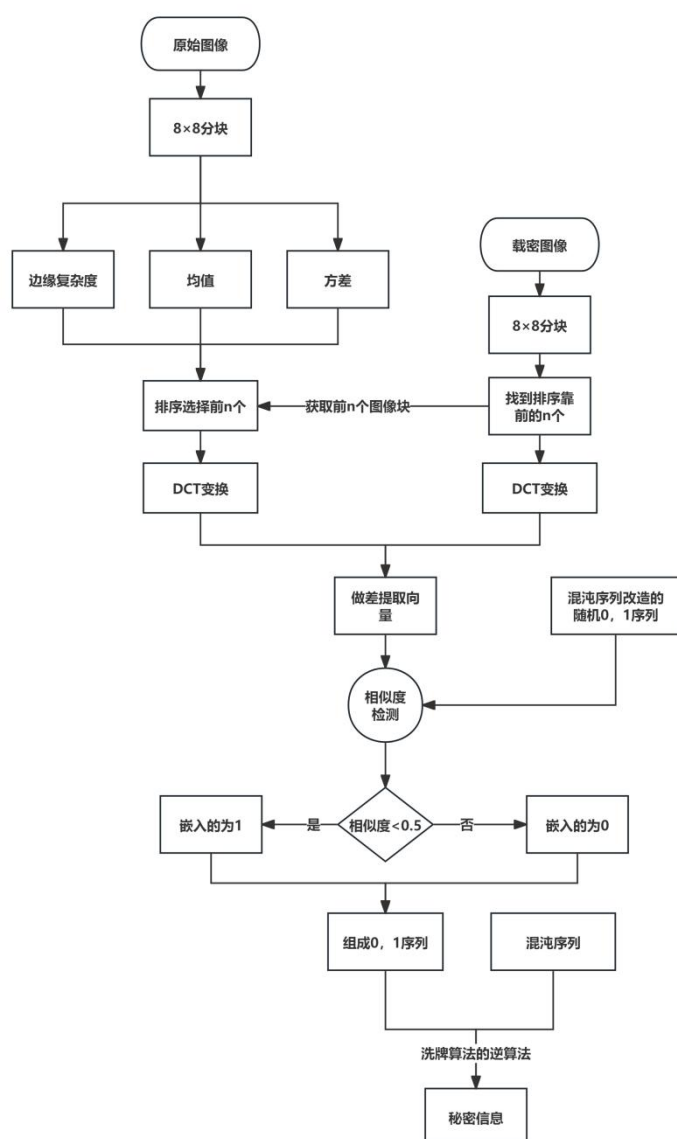 原始图像
8×8分块
边缘复杂度
均值
方差
载密图像
8×8分块
排序选择前n个
获取前n个图像块
找到排序靠
前的n个
DCT变换
DCT变换
做差提取向
量
混沌序列改造的
随机0，1序列
相似度
检测
嵌入的为1
是
相似度<0.5
否
嵌入的为0
组成0，1序列
混沌序列
洗牌算法的逆算法
秘密信息